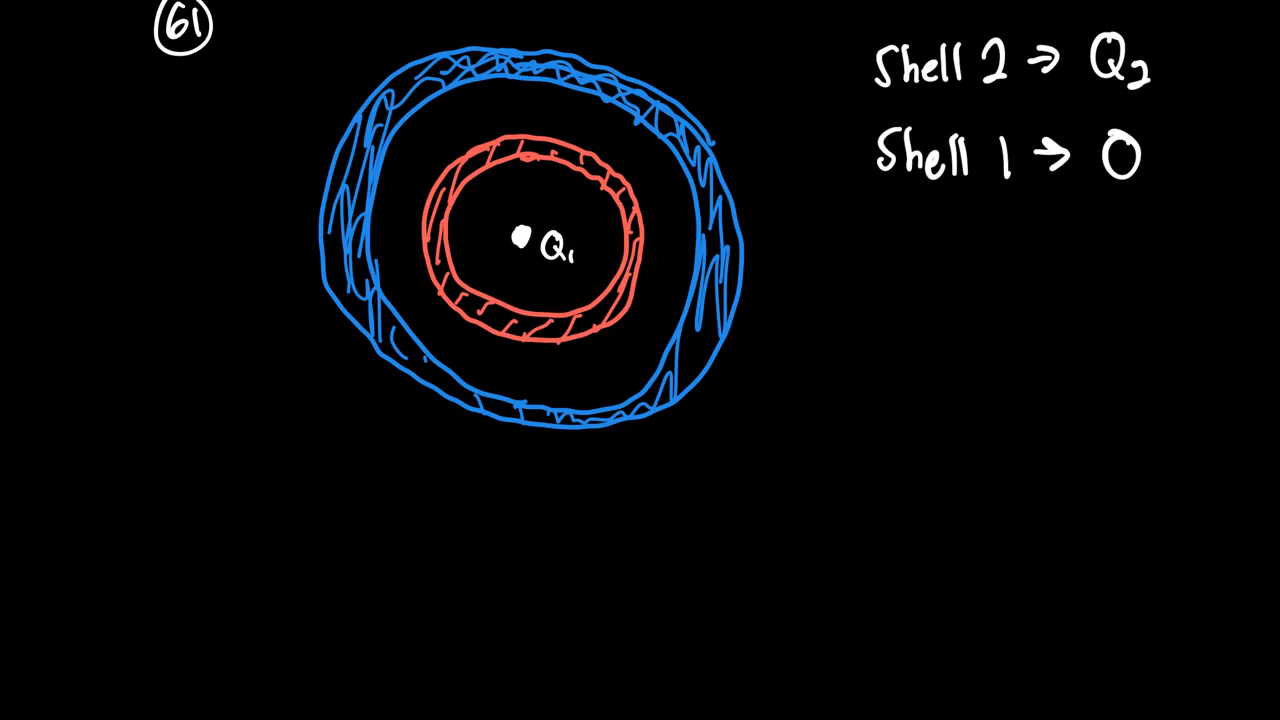 61
Shell 2 → Q₂
Shell 1 → 0
Q₁